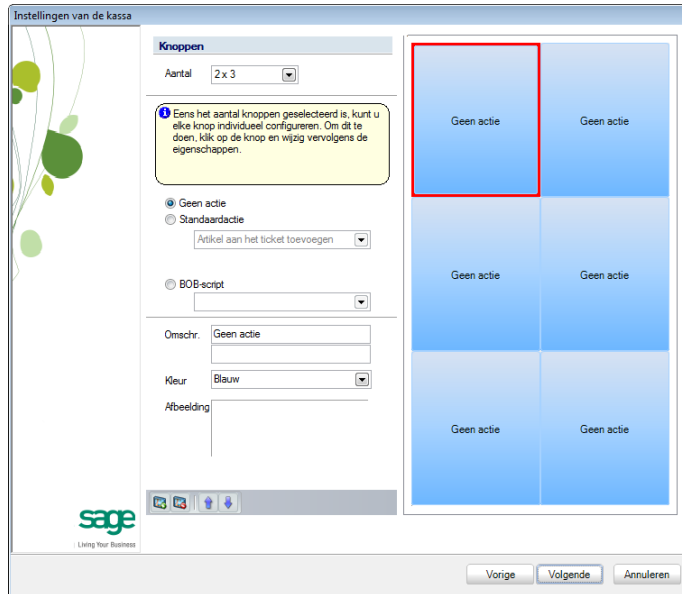 Instellingen van de kassa
Knoppen
Aantal 2 x 3
Eens het aantal knoppen geselecteerd is, kunt u
elke knop individueel configureren. Om dit te
doen, klik op de knop en wijzig vervolgens de
eigenschappen.
Geen actie
Standaardactie
Artikel aan het ticket toevoegen
BOB-script
Omschr. Geen actie
Kleur Blauw
Afbeelding
Geen actie Geen actie
Geen actie Geen actie
Geen actie Geen actie
sage
Living Your Business
Vorige Volgende Annuleren